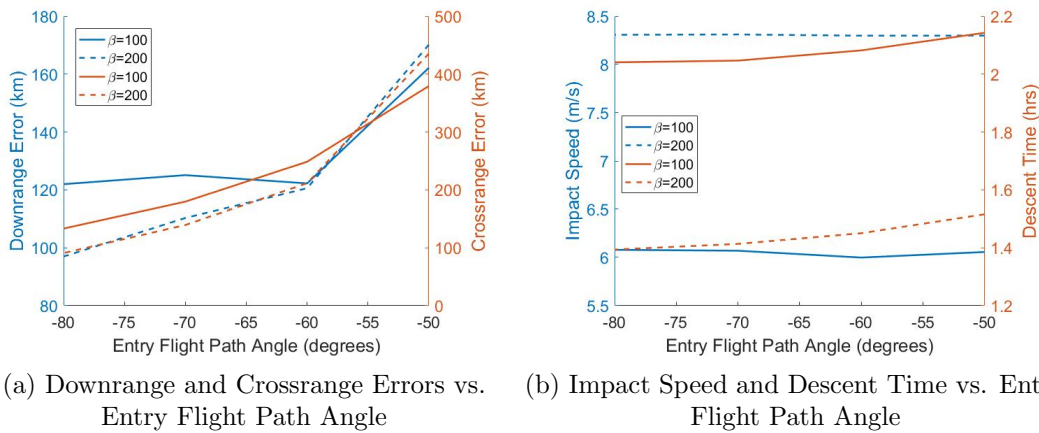 180
160
140
120
100
80
Downrange Error (km)
β=100
β=200
β=100
β=200
500
400
300
200
100
0
Crossrange Error (km)
-80
-75
-70
-65
-60
-55
-50
Entry Flight Path Angle (degrees)
(a) Downrange and Crossrange Errors vs.
Entry Flight Path Angle
8.5
8
7.5
7
6.5
6
5.5
Impact Speed (m/s)
β=100
β=200
β=100
β=200
2.2
2
1.8
1.6
1.4
1.2
Descent Time (hrs)
-80
-75
-70
-65
-60
-55
-50
Entry Flight Path Angle (degrees)
(b) Impact Speed and Descent Time vs. Ent
Flight Path Angle